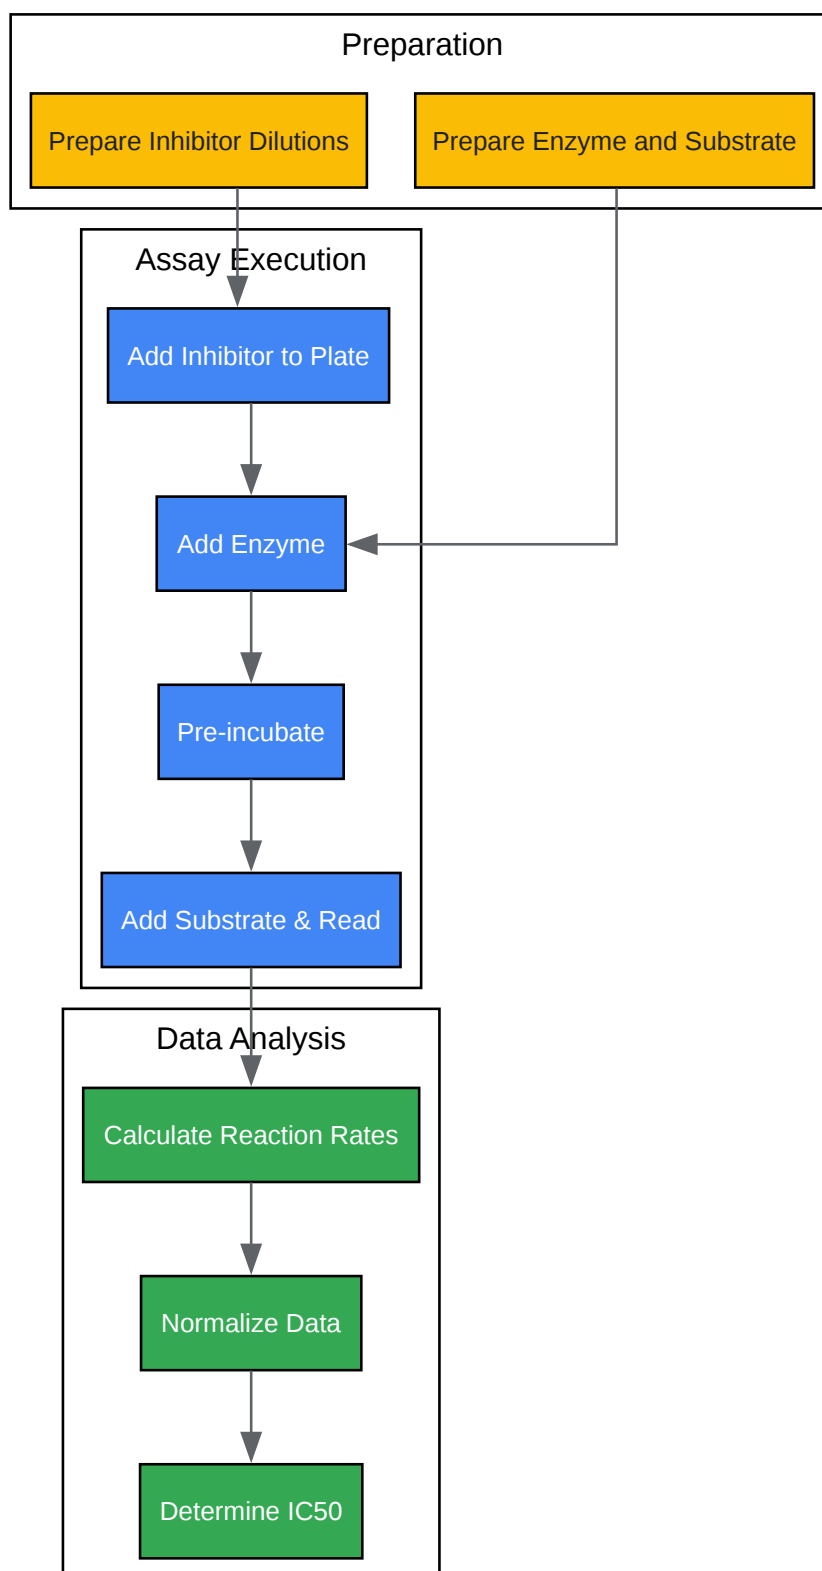 Preparation
Prepare Inhibitor Dilutions
Prepare Enzyme and Substrate
Assay Execution
Add Inhibitor to Plate
Add Enzyme
Pre-incubate
Add Substrate & Read
Data Analysis
Calculate Reaction Rates
Normalize Data
Determine IC50